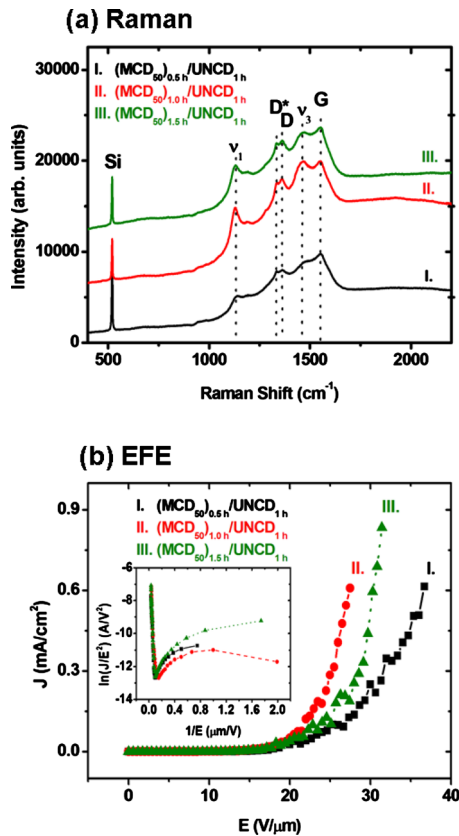 (a) Raman
I. (MCD₅₀)₀.₅ ₕ/UNCD₁ ₕ
II. (MCD₅₀)₁.₀ ₕ/UNCD₁ ₕ
III. (MCD₅₀)₁.₅ ₕ/UNCD₁ ₕ
30000
20000
10000
0
Intensity (arb. units)
Si
ν₁
D*
D
ν₃
G
III.
II.
I.
500 1000 1500 2000
Raman Shift (cm⁻¹)
(b) EFE
I. (MCD₅₀)₀.₅ ₕ/UNCD₁ ₕ
II. (MCD₅₀)₁.₀ ₕ/UNCD₁ ₕ
III. (MCD₅₀)₁.₅ ₕ/UNCD₁ ₕ
0.9
0.6
0.3
0.0
J (mA/cm²)
III.
II.
I.
-6
-8
-10
-12
-14
ln(J/E²) (A/V²)
0.0 0.4 0.8 1.2 1.6 2.0
1/E (μm/V)
0 10 20 30 40
E (V/μm)